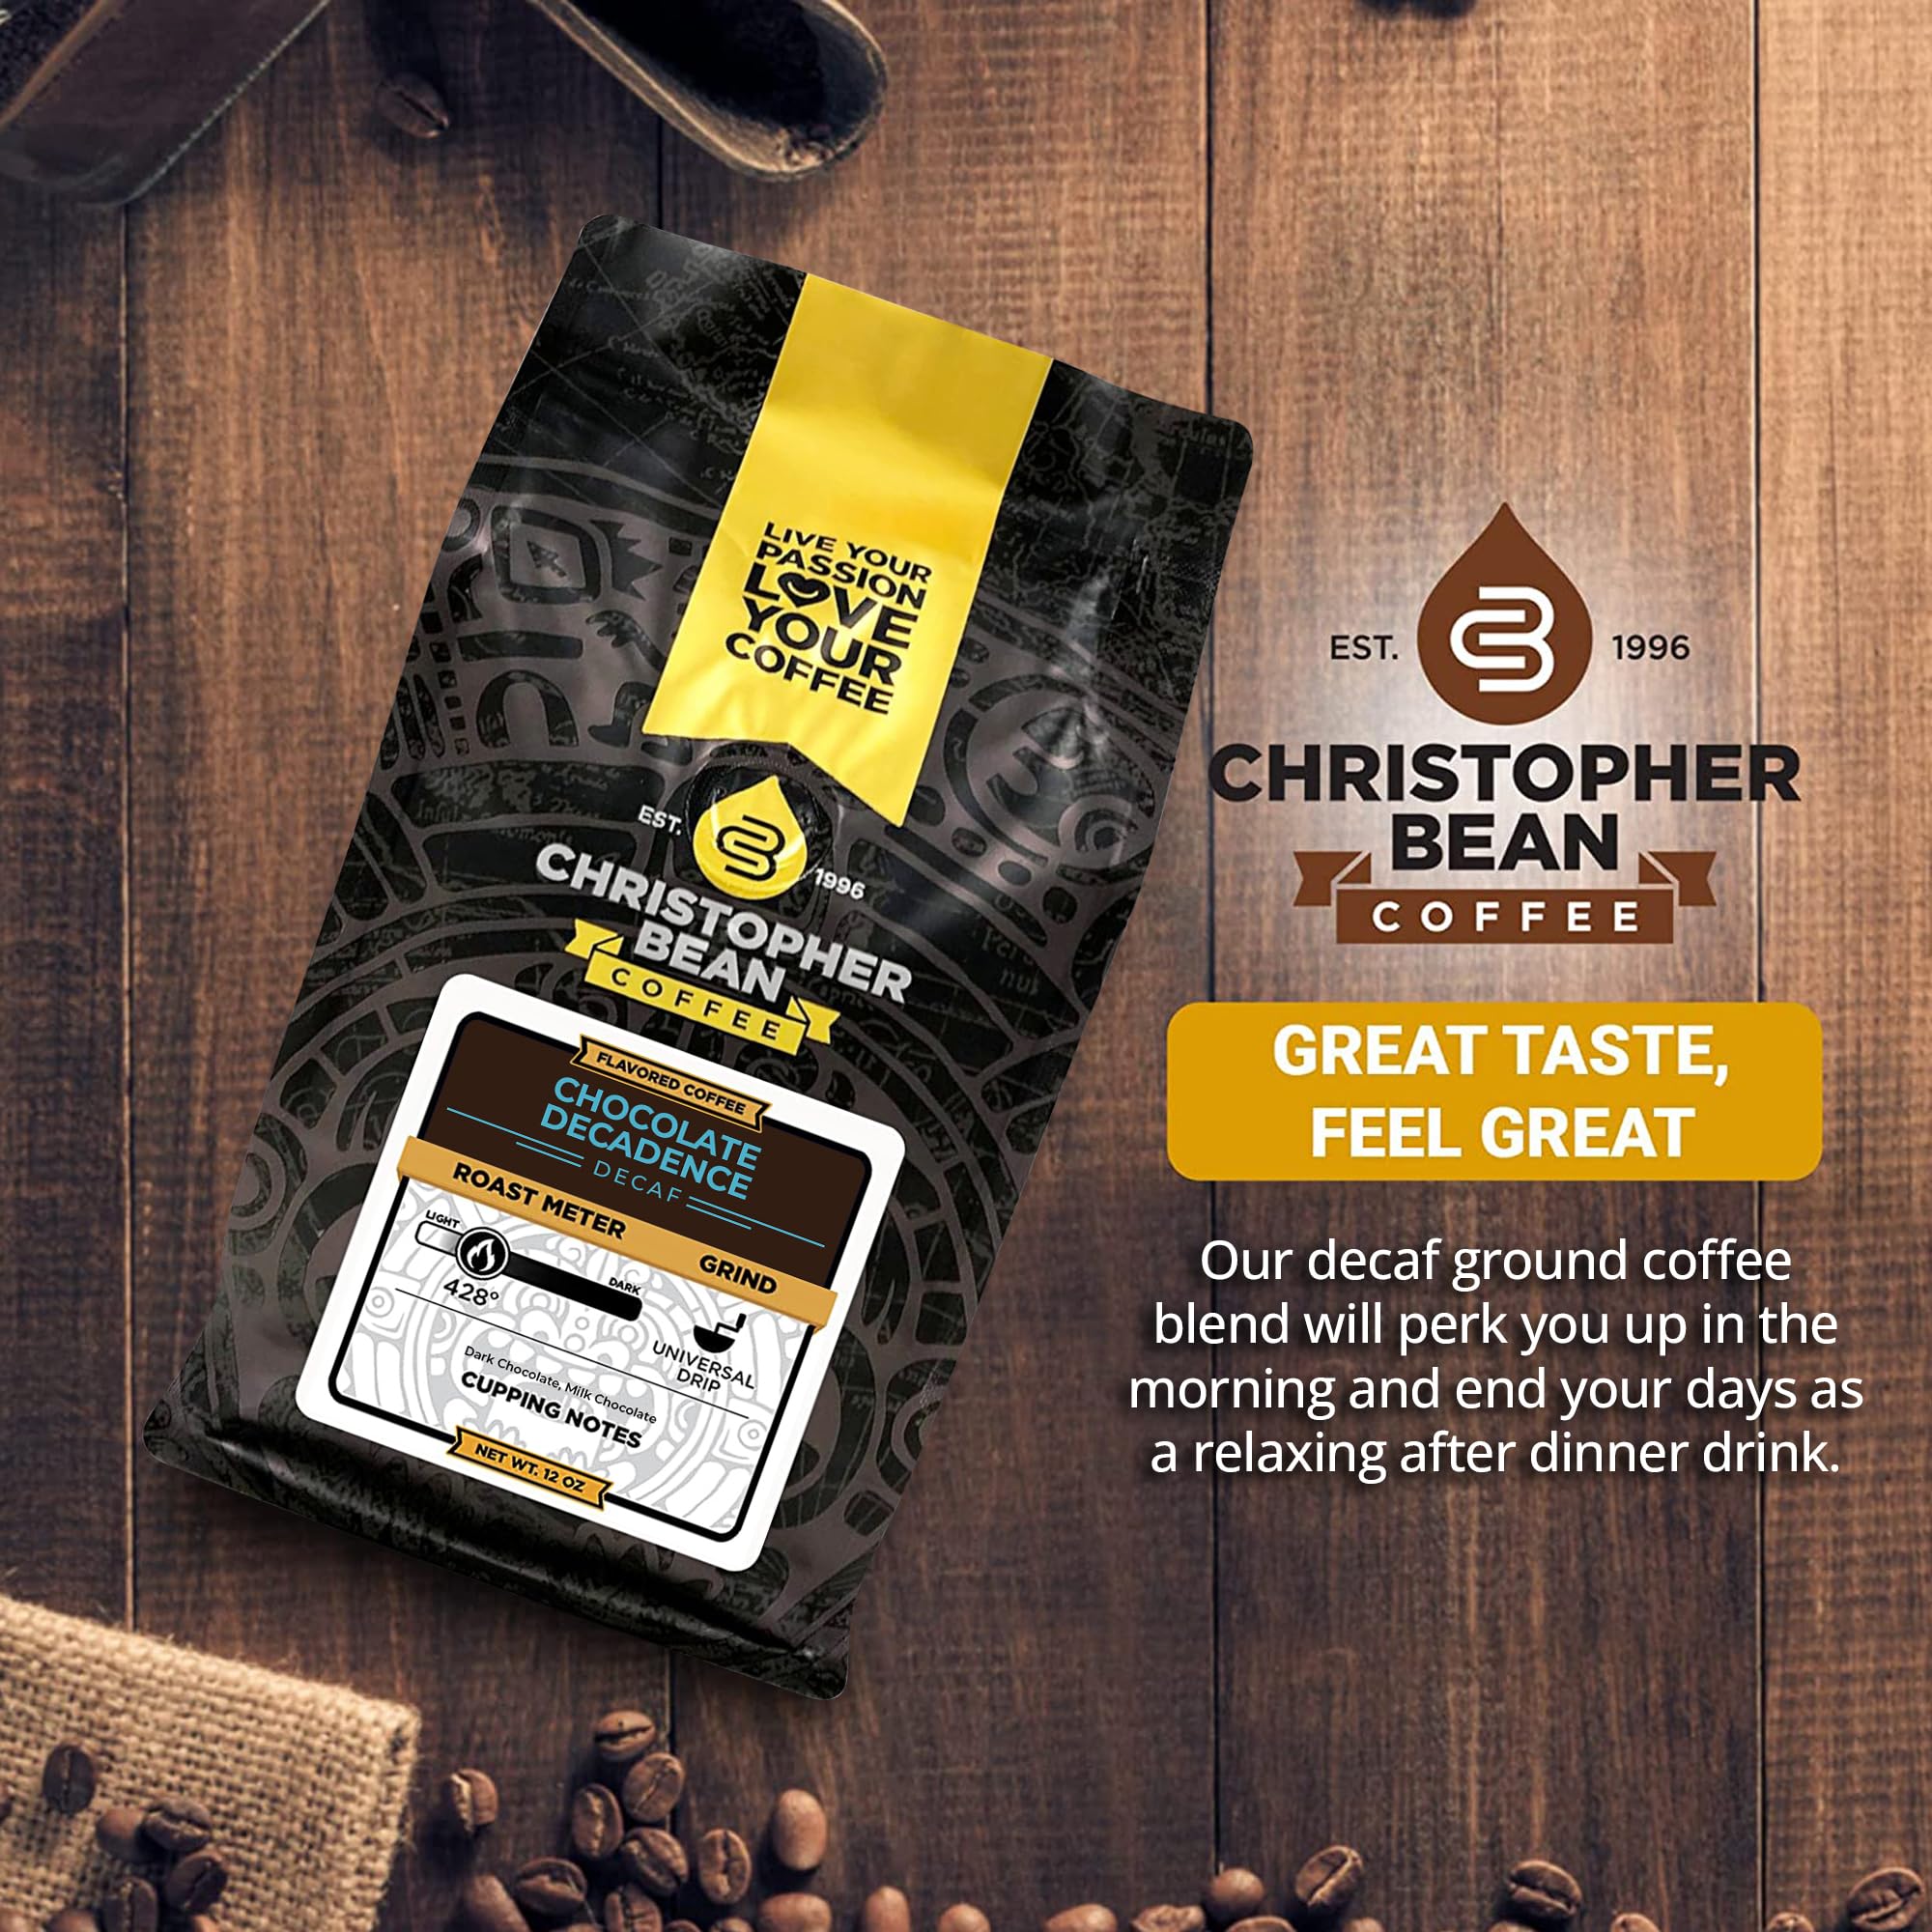 LIVE YOUR
PASSION
LOVE
YOUR
COFFEE
EST. 1996
CHRISTOPHER
BEAN
COFFEE
FLAVORED COFFEE
CHOCOLATE
DECADENCE
DECAF
ROAST METER
GRIND
LIGHT
DARK
428°
UNIVERSAL
DRIP
Dark Chocolate, Milk Chocolate
CUPPING NOTES
NET WT. 12 OZ
EST. 1996
CHRISTOPHER
BEAN
COFFEE
GREAT TASTE,
FEEL GREAT
Our decaf ground coffee
blend will perk you up in the
morning and end your days as
a relaxing after dinner drink.